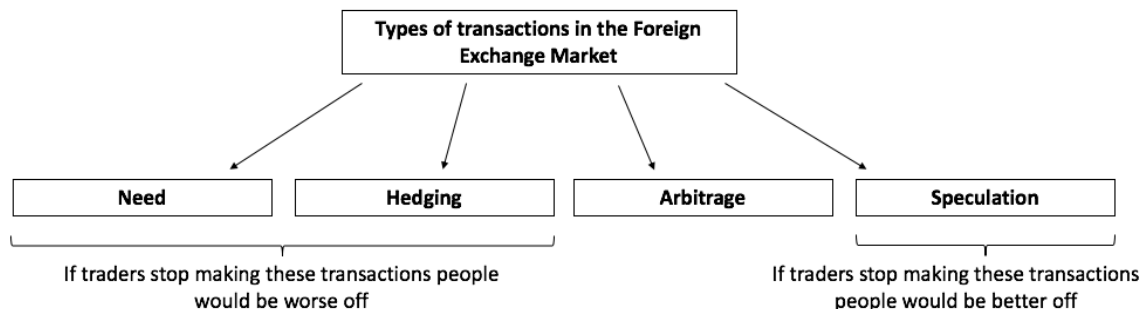 Types of transactions in the Foreign
Exchange Market
Need
Hedging
Arbitrage
Speculation
If traders stop making these transactions people
would be worse off
If traders stop making these transactions
people would be better off